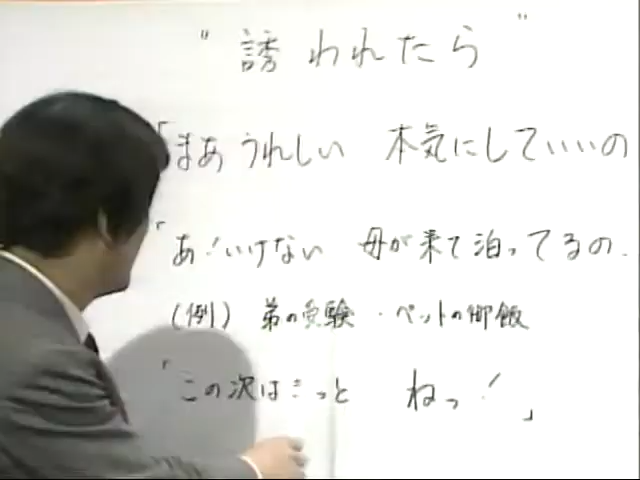 "誘われたら"
「まあ うれしい 本気にしていいの
「あ!いけない 母が来て泊ってるの.
(例) 弟の受験 ・ペットの御飯
「この次はきっと ねっ!」